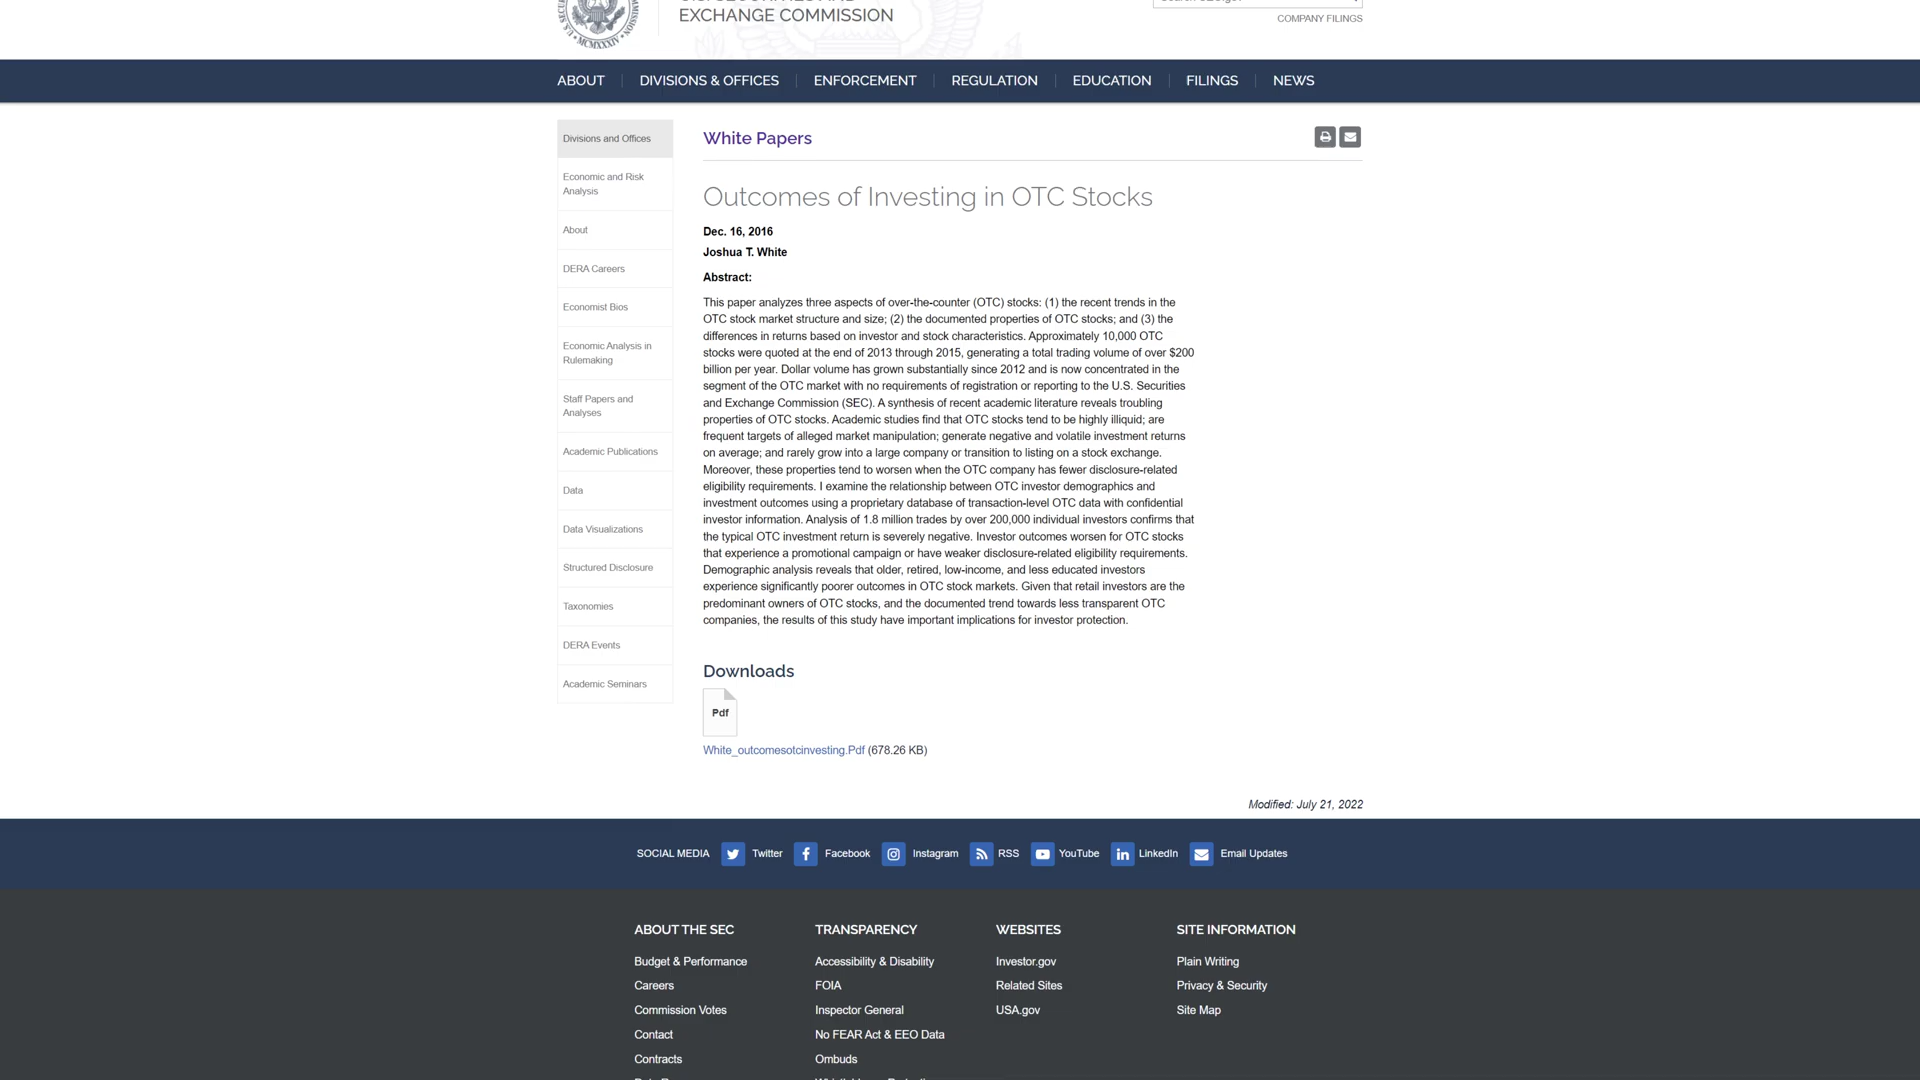 EXCHANGE COMMISSION
COMPANY FILINGS
ABOUT
DIVISIONS & OFFICES
ENFORCEMENT
REGULATION
EDUCATION
FILINGS
NEWS
Divisions and Offices
Economic and Risk
Analysis
About
DERA Careers
Economist Bios
Economic Analysis in
Rulemaking
Staff Papers and
Analyses
Academic Publications
Data
Data Visualizations
Structured Disclosure
Taxonomies
DERA Events
Academic Seminars
White Papers
Outcomes of Investing in OTC Stocks
Dec. 16, 2016
Joshua T. White
Abstract:
This paper analyzes three aspects of over-the-counter (OTC) stocks: (1) the recent trends in the
OTC stock market structure and size; (2) the documented properties of OTC stocks; and (3) the
differences in returns based on investor and stock characteristics. Approximately 10,000 OTC
stocks were quoted at the end of 2013 through 2015, generating a total trading volume of over $200
billion per year. Dollar volume has grown substantially since 2012 and is now concentrated in the
segment of the OTC market with no requirements of registration or reporting to the U.S. Securities
and Exchange Commission (SEC). A synthesis of recent academic literature reveals troubling
properties of OTC stocks. Academic studies find that OTC stocks tend to be highly illiquid; are
frequent targets of alleged market manipulation; generate negative and volatile investment returns
on average; and rarely grow into a large company or transition to listing on a stock exchange.
Moreover, these properties tend to worsen when the OTC company has fewer disclosure-related
eligibility requirements. I examine the relationship between OTC investor demographics and
investment outcomes using a proprietary database of transaction-level OTC data with confidential
investor information. Analysis of 1.8 million trades by over 200,000 individual investors confirms that
the typical OTC investment return is severely negative. Investor outcomes worsen for OTC stocks
that experience a promotional campaign or have weaker disclosure-related eligibility requirements.
Demographic analysis reveals that older, retired, low-income, and less educated investors
experience significantly poorer outcomes in OTC stock markets. Given that retail investors are the
predominant owners of OTC stocks, and the documented trend towards less transparent OTC
companies, the results of this study have important implications for investor protection.
Downloads
Pdf
White_outcomesotcinvesting.Pdf (678.26 KB)
Modified: July 21, 2022
SOCIAL MEDIA
Twitter
Facebook
Instagram
RSS
YouTube
LinkedIn
Email Updates
ABOUT THE SEC
Budget & Performance
Careers
Commission Votes
Contact
Contracts
TRANSPARENCY
Accessibility & Disability
FOIA
Inspector General
No FEAR Act & EEO Data
Ombuds
WEBSITES
Investor.gov
Related Sites
USA.gov
SITE INFORMATION
Plain Writing
Privacy & Security
Site Map